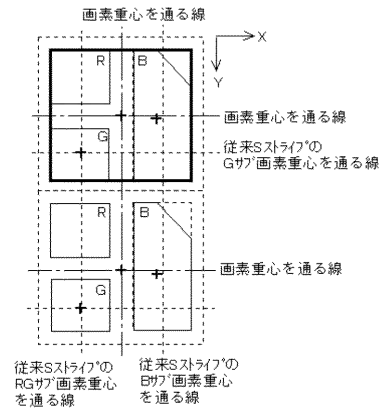 画素重心を通る線
X
Y
R
B
G
画素重心を通る線
従来Sストライプの
Gサブ画素重心を通る線
R
B
G
画素重心を通る線
従来Sストライプの
RGサブ画素重心
を通る線
従来Sストライプの
Bサブ画素重心
を通る線